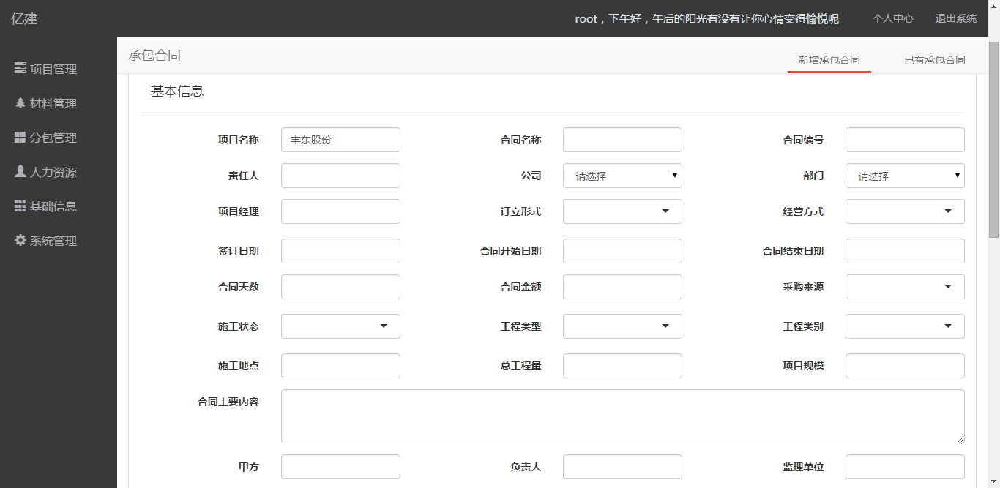 亿建
root，下午好，午后的阳光有没有让你心情变得愉悦呢 个人中心 退出系统
项目管理
材料管理
分包管理
人力资源
基础信息
系统管理
承包合同 新增承包合同 已有承包合同
基本信息
项目名称 丰东股份 合同名称 合同编号
责任人 公司 请选择 部门 请选择
项目经理 订立形式 经营方式
签订日期 合同开始日期 合同结束日期
合同天数 合同金额 采购来源
施工状态 工程类型 工程类别
施工地点 总工程量 项目规模
合同主要内容
甲方 负责人 监理单位